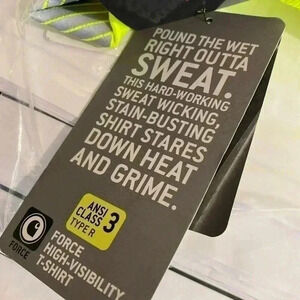 POUND THE WET
RIGHT OUTTA
SWEAT.
THIS HARD-WORKING
SWEAT WICKING,
STAIN-BUSTING,
SHIRT STARES
DOWN HEAT
AND GRIME.
ANSI
CLASS 3
TYPE R
FORCE
FORCE
HIGH-VISIBILITY
T-SHIRT